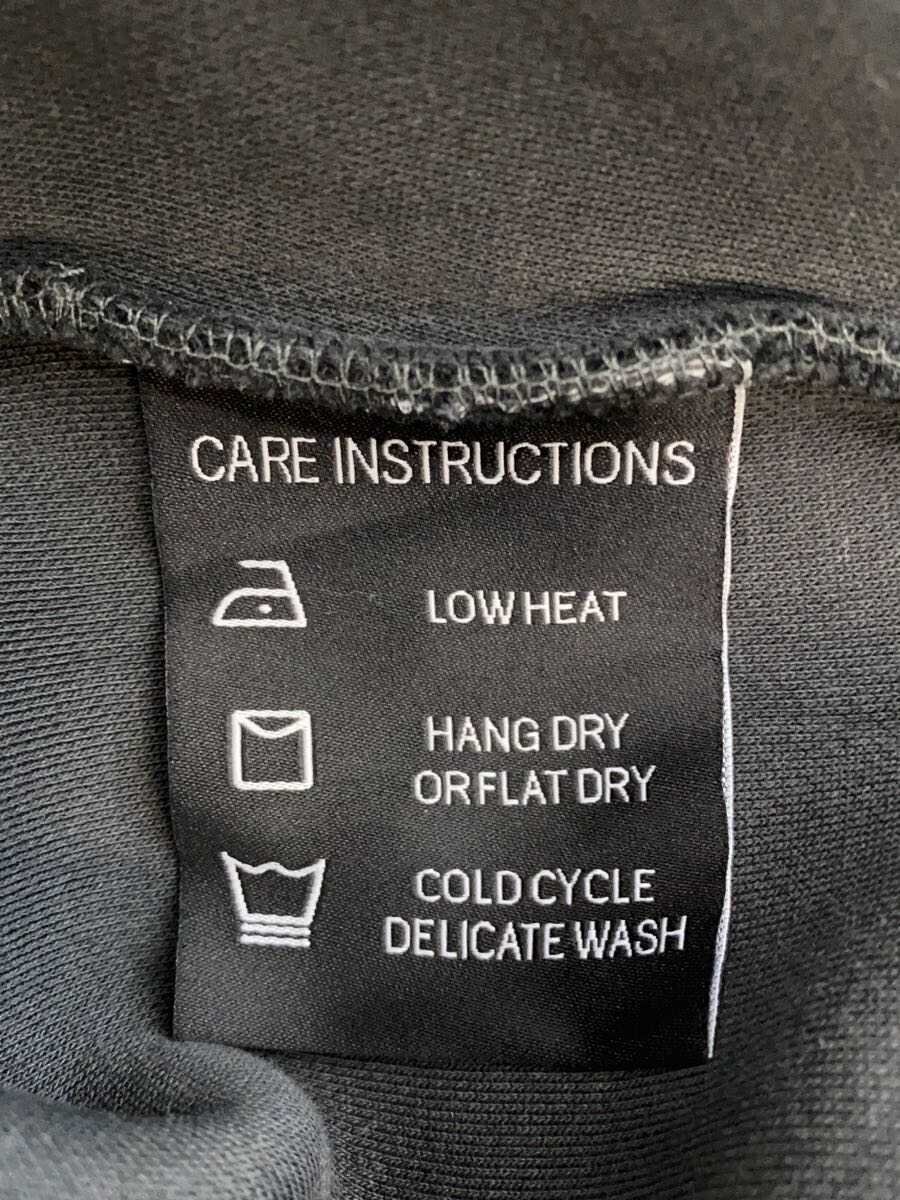 CARE INSTRUCTIONS
LOW HEAT
HANG DRY
OR FLAT DRY
COLD CYCLE
DELICATE WASH